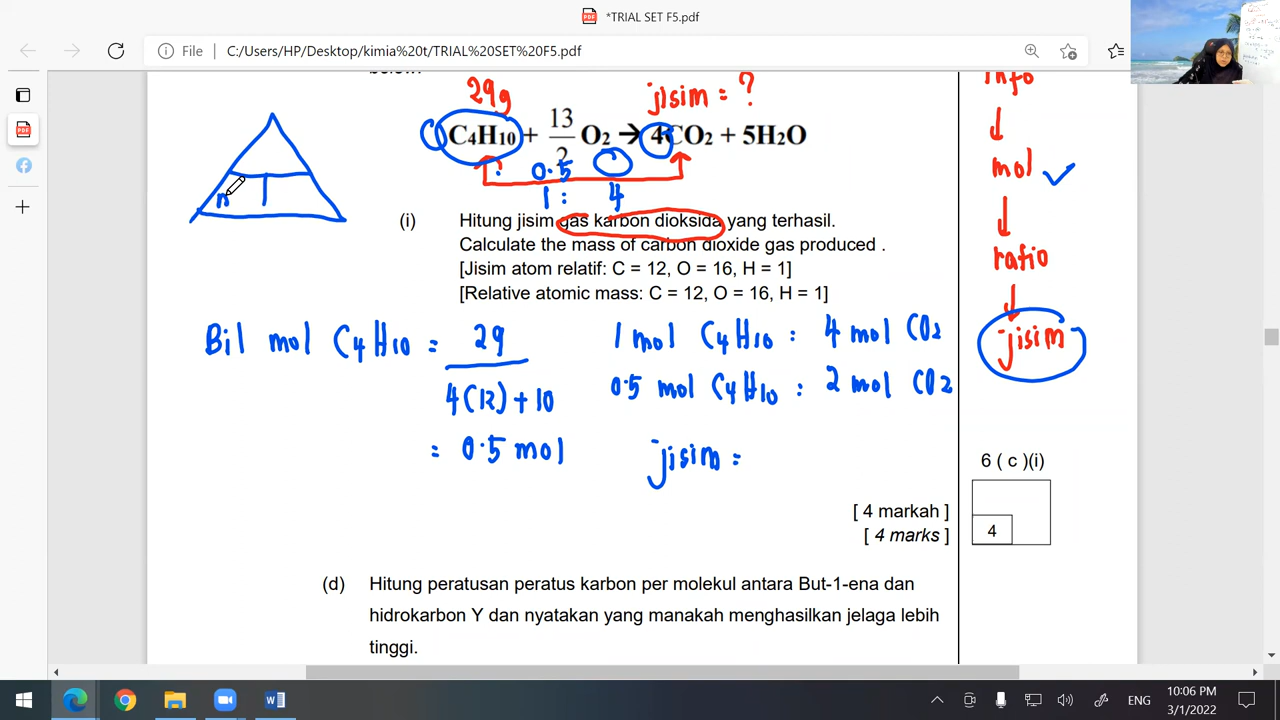 *TRIAL SET F5.pdf
File
C:/Users/HP/Desktop/kimia%20t/TRIAL%20SET%20F5.pdf
29g
jisim = ?
C4H10 + 13/2 O2 → 4CO2 + 5H2O
0.5
1 : 4
(i) Hitung jisim gas karbon dioksida yang terhasil.
Calculate the mass of carbon dioxide gas produced .
[Jisim atom relatif: C = 12, O = 16, H = 1]
[Relative atomic mass: C = 12, O = 16, H = 1]
info
mol
ratio
jisim
Bil mol C4H10 = 29
4(12) + 10
= 0.5 mol
1 mol C4H10 : 4 mol CO2
0.5 mol C4H10 : 2 mol CO2
jisim =
6 ( c )(i)
4
[ 4 markah ]
[ 4 marks ]
(d) Hitung peratusan peratus karbon per molekul antara But-1-ena dan
hidrokarbon Y dan nyatakan yang manakah menghasilkan jelaga lebih
tinggi.
ENG
10:06 PM
3/1/2022